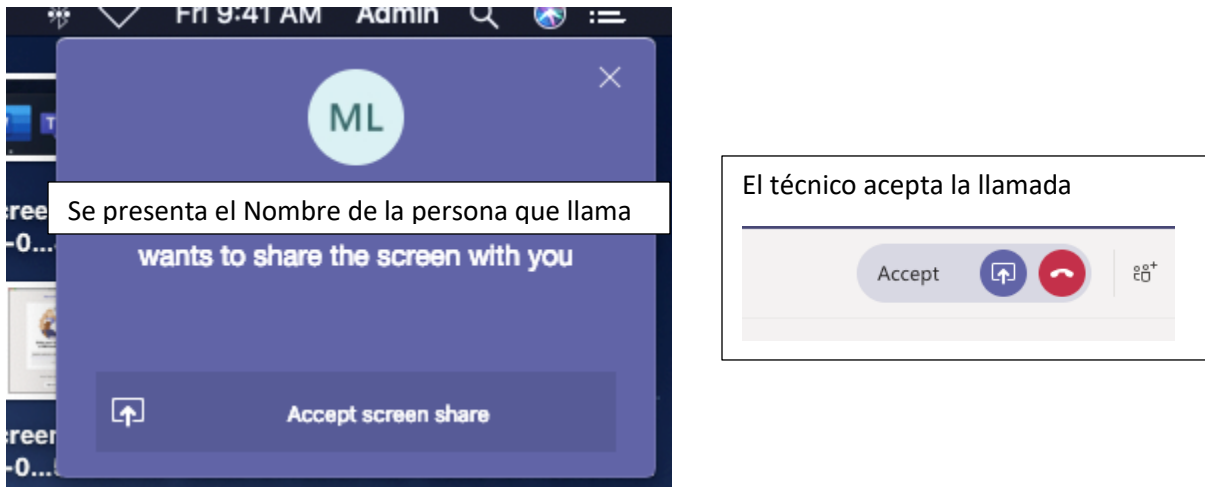 Fri 9:41 AM Admin
ML
Se presenta el Nombre de la persona que llama
wants to share the screen with you
Accept screen share
El técnico acepta la llamada
Accept